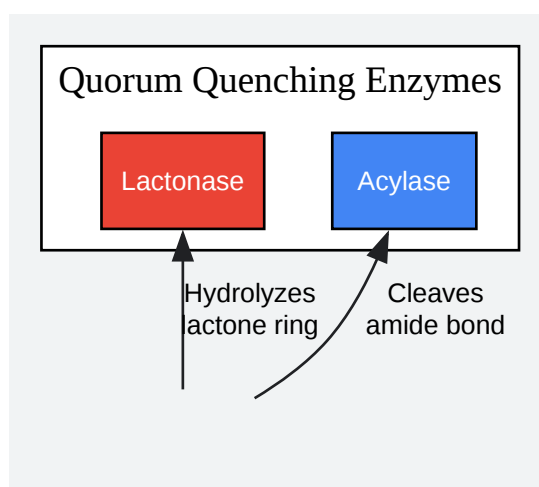 Quorum Quenching Enzymes
Lactonase
Acylase
Hydrolyzes
lactone ring
Cleaves
amide bond